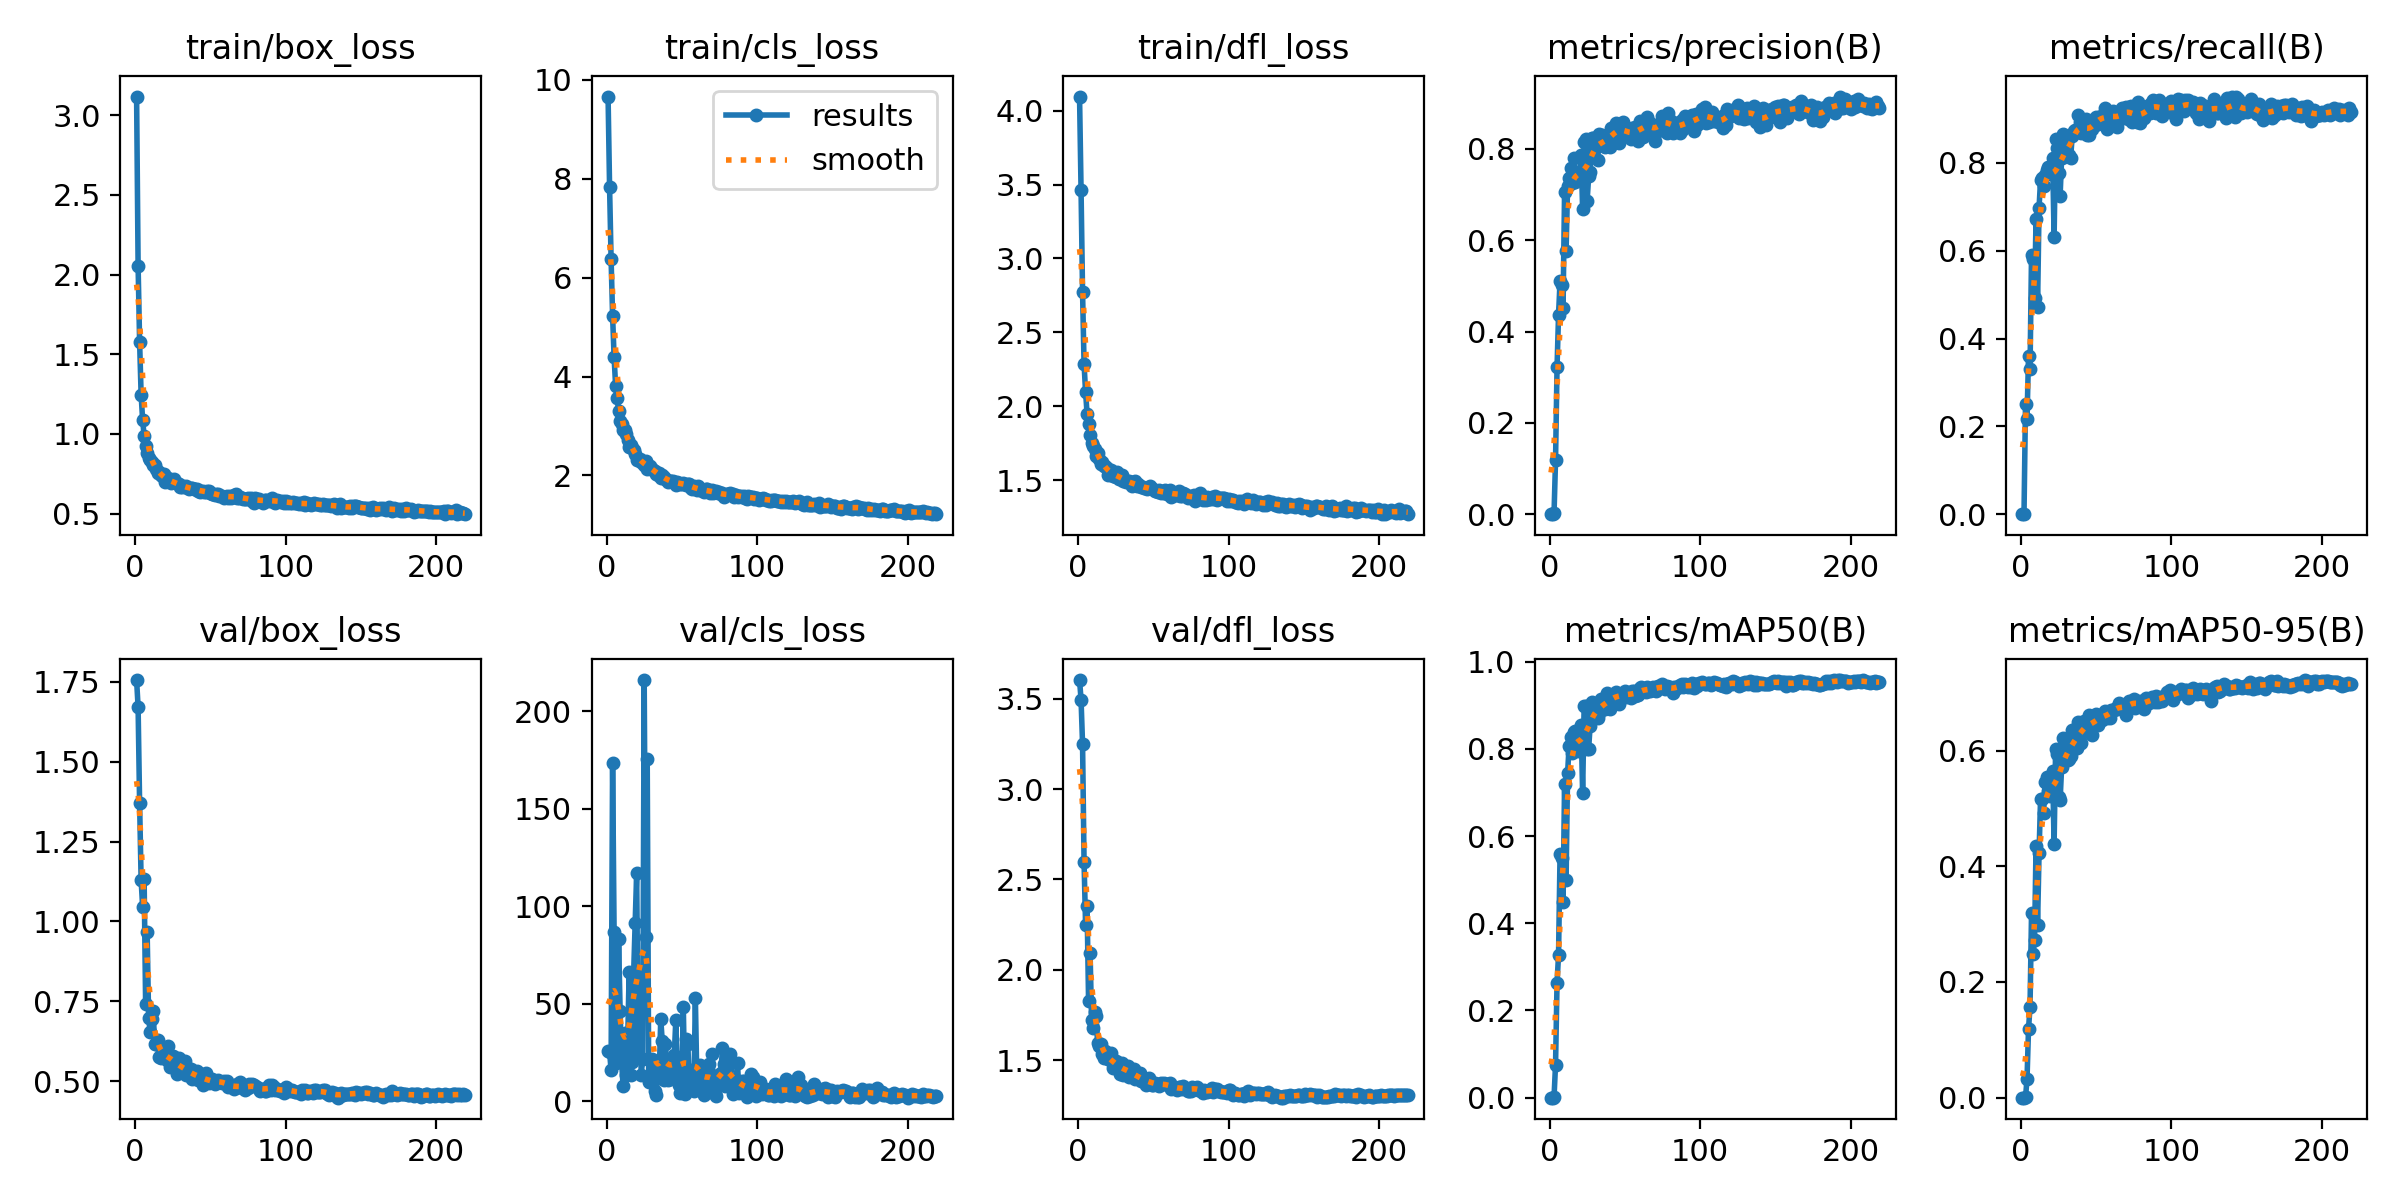 train/box_loss
3.0
2.5
2.0
1.5
1.0
0.5
0 100 200
train/cls_loss
10
8
6
4
2
0 100 200
results
smooth
train/dfl_loss
4.0
3.5
3.0
2.5
2.0
1.5
0 100 200
metrics/precision(B)
0.8
0.6
0.4
0.2
0.0
0 100 200
metrics/recall(B)
0.8
0.6
0.4
0.2
0.0
0 100 200
val/box_loss
1.75
1.50
1.25
1.00
0.75
0.50
0 100 200
val/cls_loss
200
150
100
50
0
0 100 200
val/dfl_loss
3.5
3.0
2.5
2.0
1.5
0 100 200
metrics/mAP50(B)
1.0
0.8
0.6
0.4
0.2
0.0
0 100 200
metrics/mAP50-95(B)
0.6
0.4
0.2
0.0
0 100 200